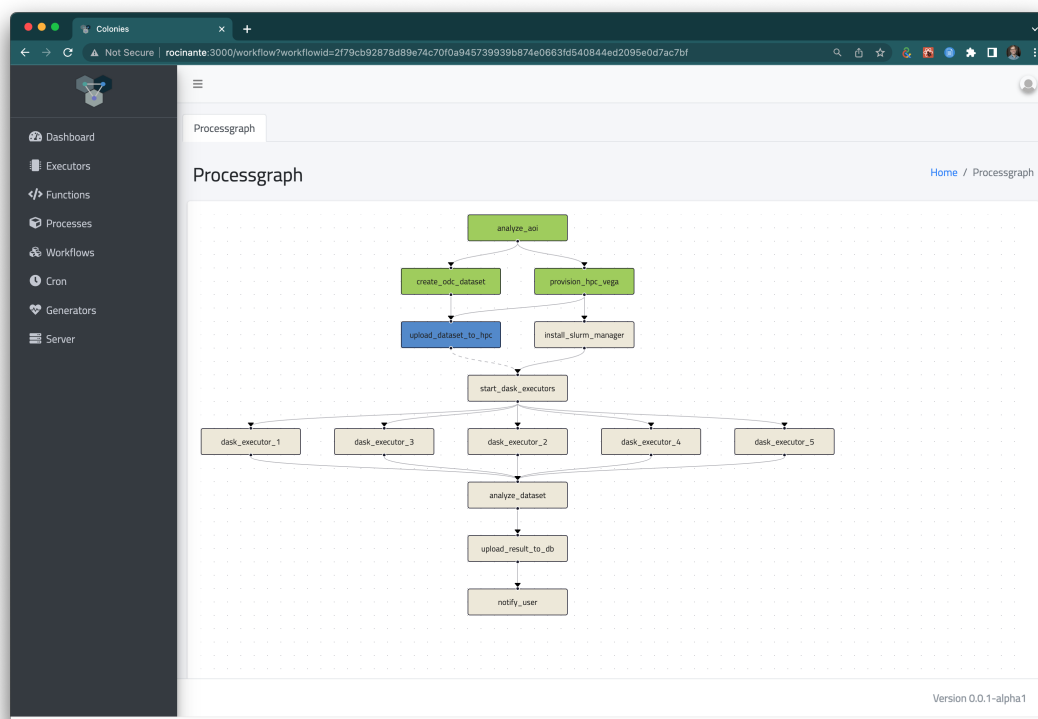 Colonies
Not Secure
rocinante:3000/workflow?workflowid=2f79cb92878d89e74c70f0a945739939b874e0663fd540844ed2095e0d7ac7bf
Dashboard
Executors
Functions
Processes
Workflows
Cron
Generators
Server
Processgraph
Processgraph
Home / Processgraph
analyze_aoi
create_odc_dataset
provision_hpc_vega
upload_dataset_to_hpc
install_slurm_manager
start_dask_executors
dask_executor_1
dask_executor_3
dask_executor_2
dask_executor_4
dask_executor_5
analyze_dataset
upload_result_to_db
notify_user
Version 0.0.1-alpha1